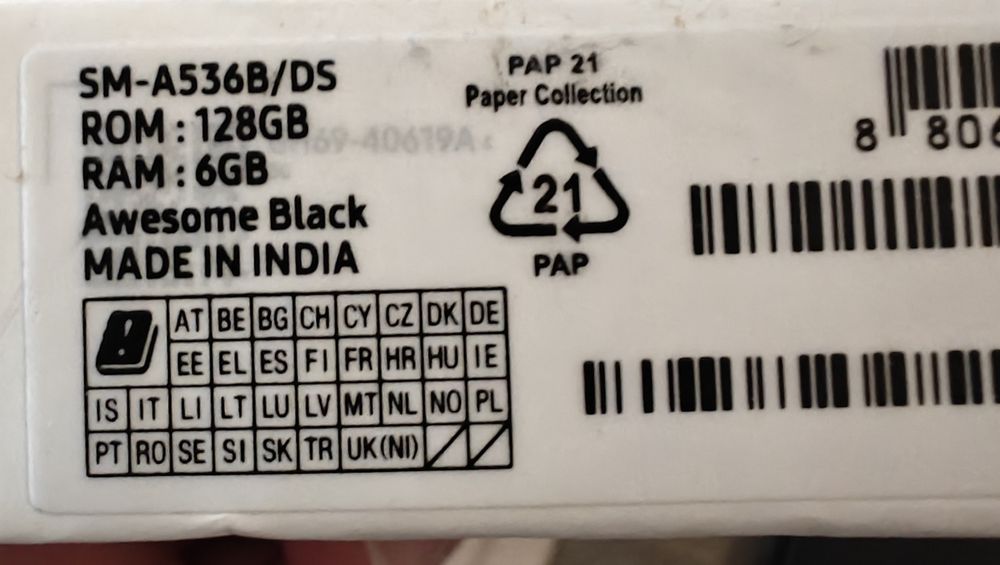 SM-A536B/DS
ROM : 128GB
RAM : 6GB
Awesome Black
MADE IN INDIA
PAP 21
Paper Collection
21
PAP
8 806
AT BE BG CH CY CZ DK DE
EE EL ES FI FR HR HU IE
IS IT LI LT LU LV MT NL NO PL
PT RO SE SI SK TR UK(NI)